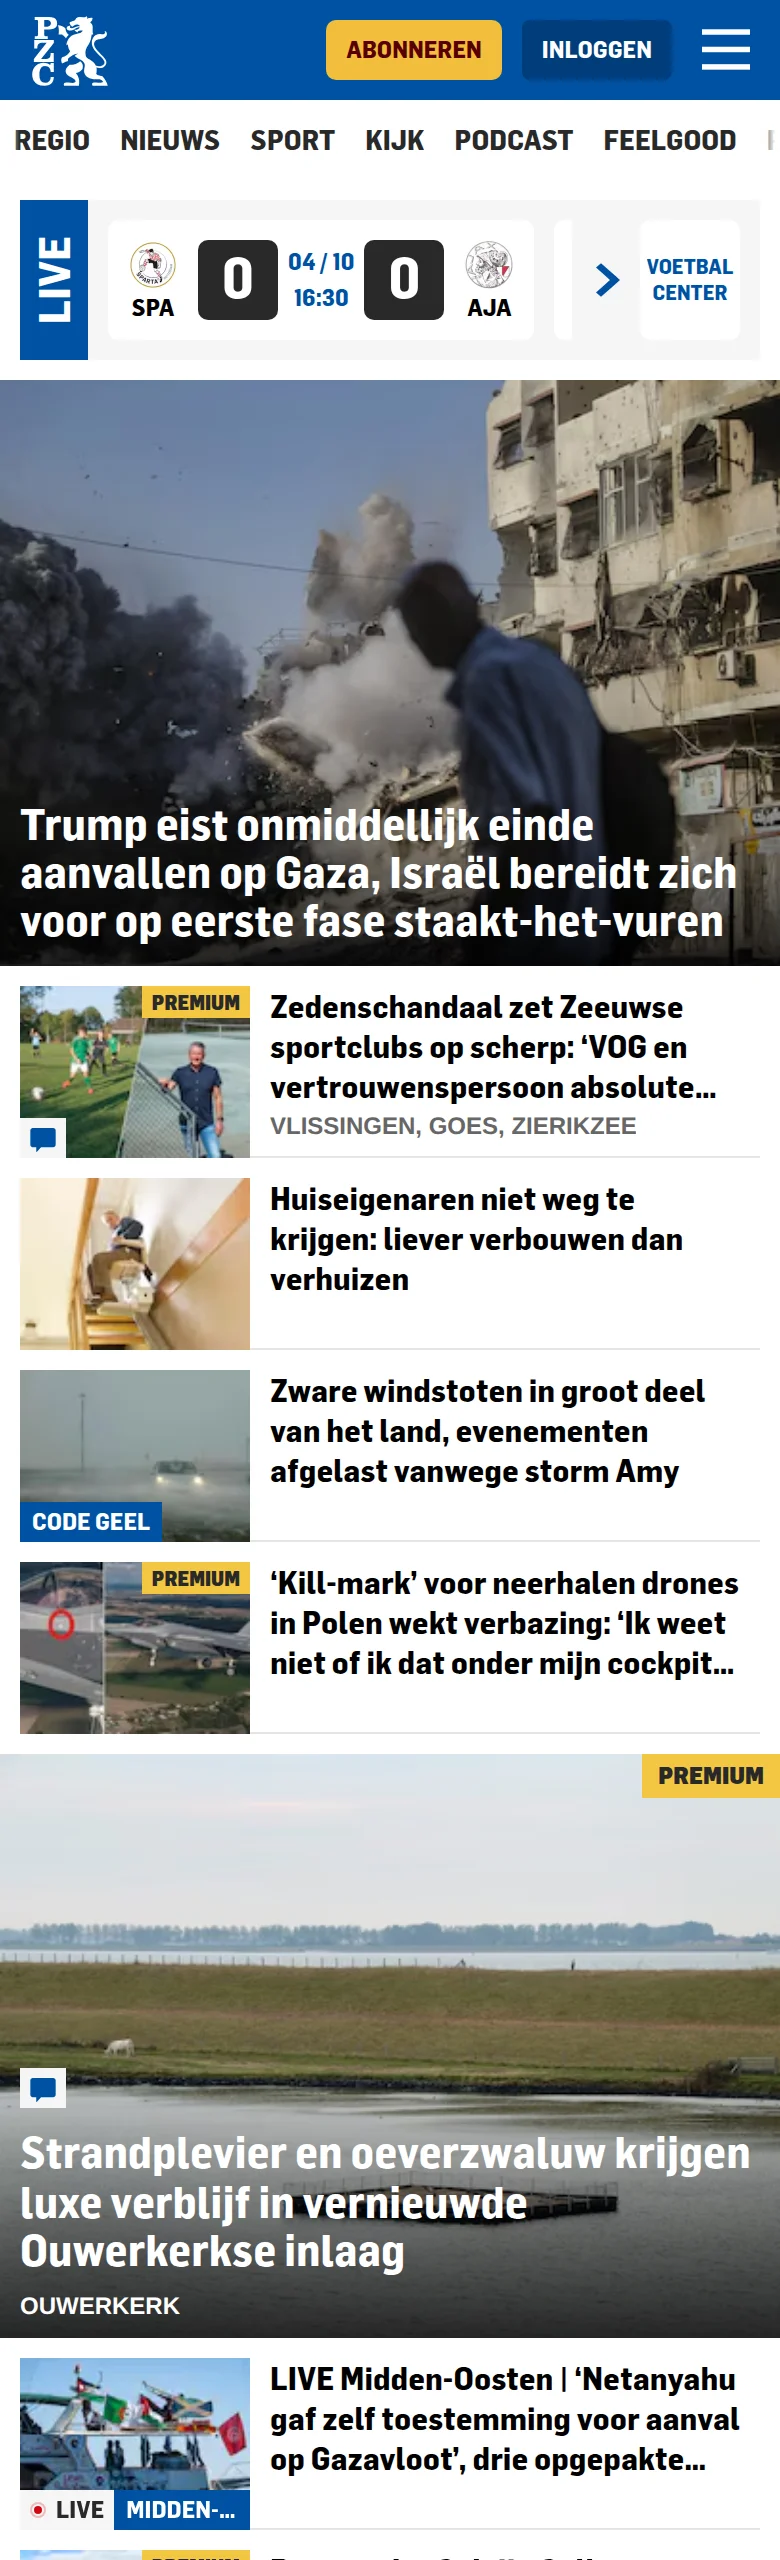 PZC
ABONNEREN
INLOGGEN
REGIO NIEUWS SPORT KIJK PODCAST FEELGOOD
LIVE
SPA
0
04 / 10
16:30
0
AJA
VOETBAL
CENTER
Trump eist onmiddellijk einde
aanvallen op Gaza, Israël bereidt zich
voor op eerste fase staakt-het-vuren
PREMIUM
Zedenschandaal zet Zeeuwse
sportclubs op scherp: ‘VOG en
vertrouwenspersoon absolute...
VLISSINGEN, GOES, ZIERIKZEE
Huiseigenaren niet weg te
krijgen: liever verbouwen dan
verhuizen
CODE GEEL
Zware windstoten in groot deel
van het land, evenementen
afgelast vanwege storm Amy
PREMIUM
‘Kill-mark’ voor neerhalen drones
in Polen wekt verbazing: ‘Ik weet
niet of ik dat onder mijn cockpit...
PREMIUM
Strandplevier en oeverzwaluw krijgen
luxe verblijf in vernieuwde
Ouwerkerkse inlaag
OUWERKERK
LIVE MIDDEN-...
LIVE Midden-Oosten | ‘Netanyahu
gaf zelf toestemming voor aanval
op Gazavloot’, drie opgepakte...